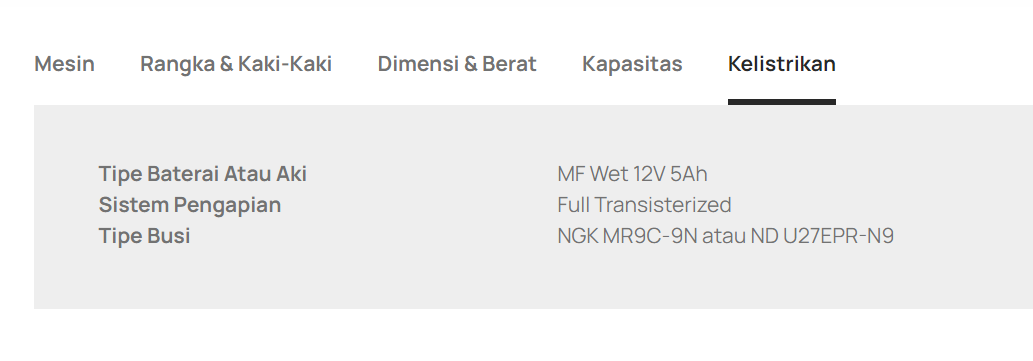 Mesin Rangka & Kaki-Kaki Dimensi & Berat Kapasitas Kelistrikan
Tipe Baterai Atau Aki MF Wet 12V 5Ah
Sistem Pengapian Full Transisterized
Tipe Busi NGK MR9C-9N atau ND U27EPR-N9